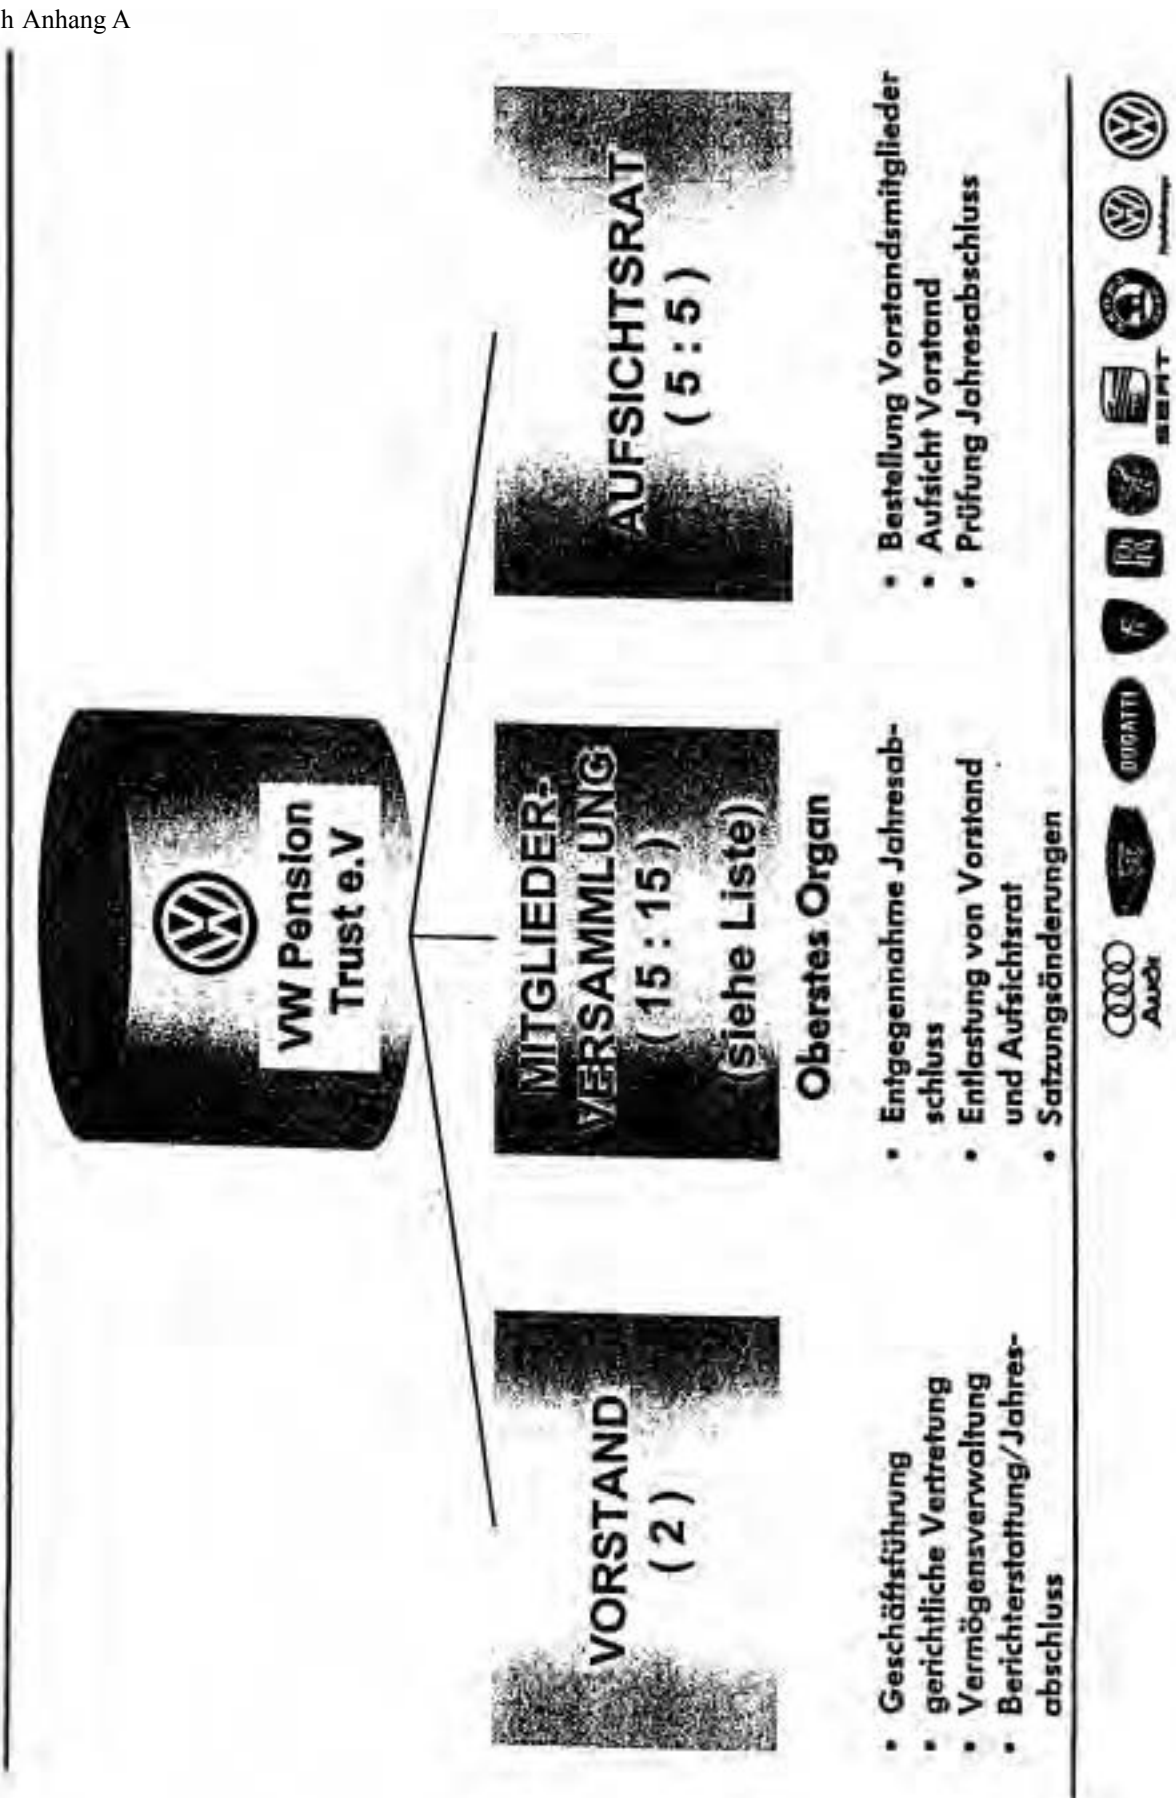 h Anhang A
VW Pension
Trust e.V
VORSTAND
( 2 )
• Geschäftsführung
• gerichtliche Vertretung
• Vermögensverwaltung
• Berichterstattung/Jahres-
abschluss
MITGLIEDER-
VERSAMMLUNG
( 15 : 15 )
(siehe Liste)
Oberstes Organ
• Entgegennahme Jahresab-
schluss
• Entlastung von Vorstand
und Aufsichtsrat
• Satzungsänderungen
AUFSICHTSRAT
( 5 : 5 )
• Bestellung Vorstandsmitglieder
• Aufsicht Vorstand
• Prüfung Jahresabschluss
Audi
BUGATTI
SEAT